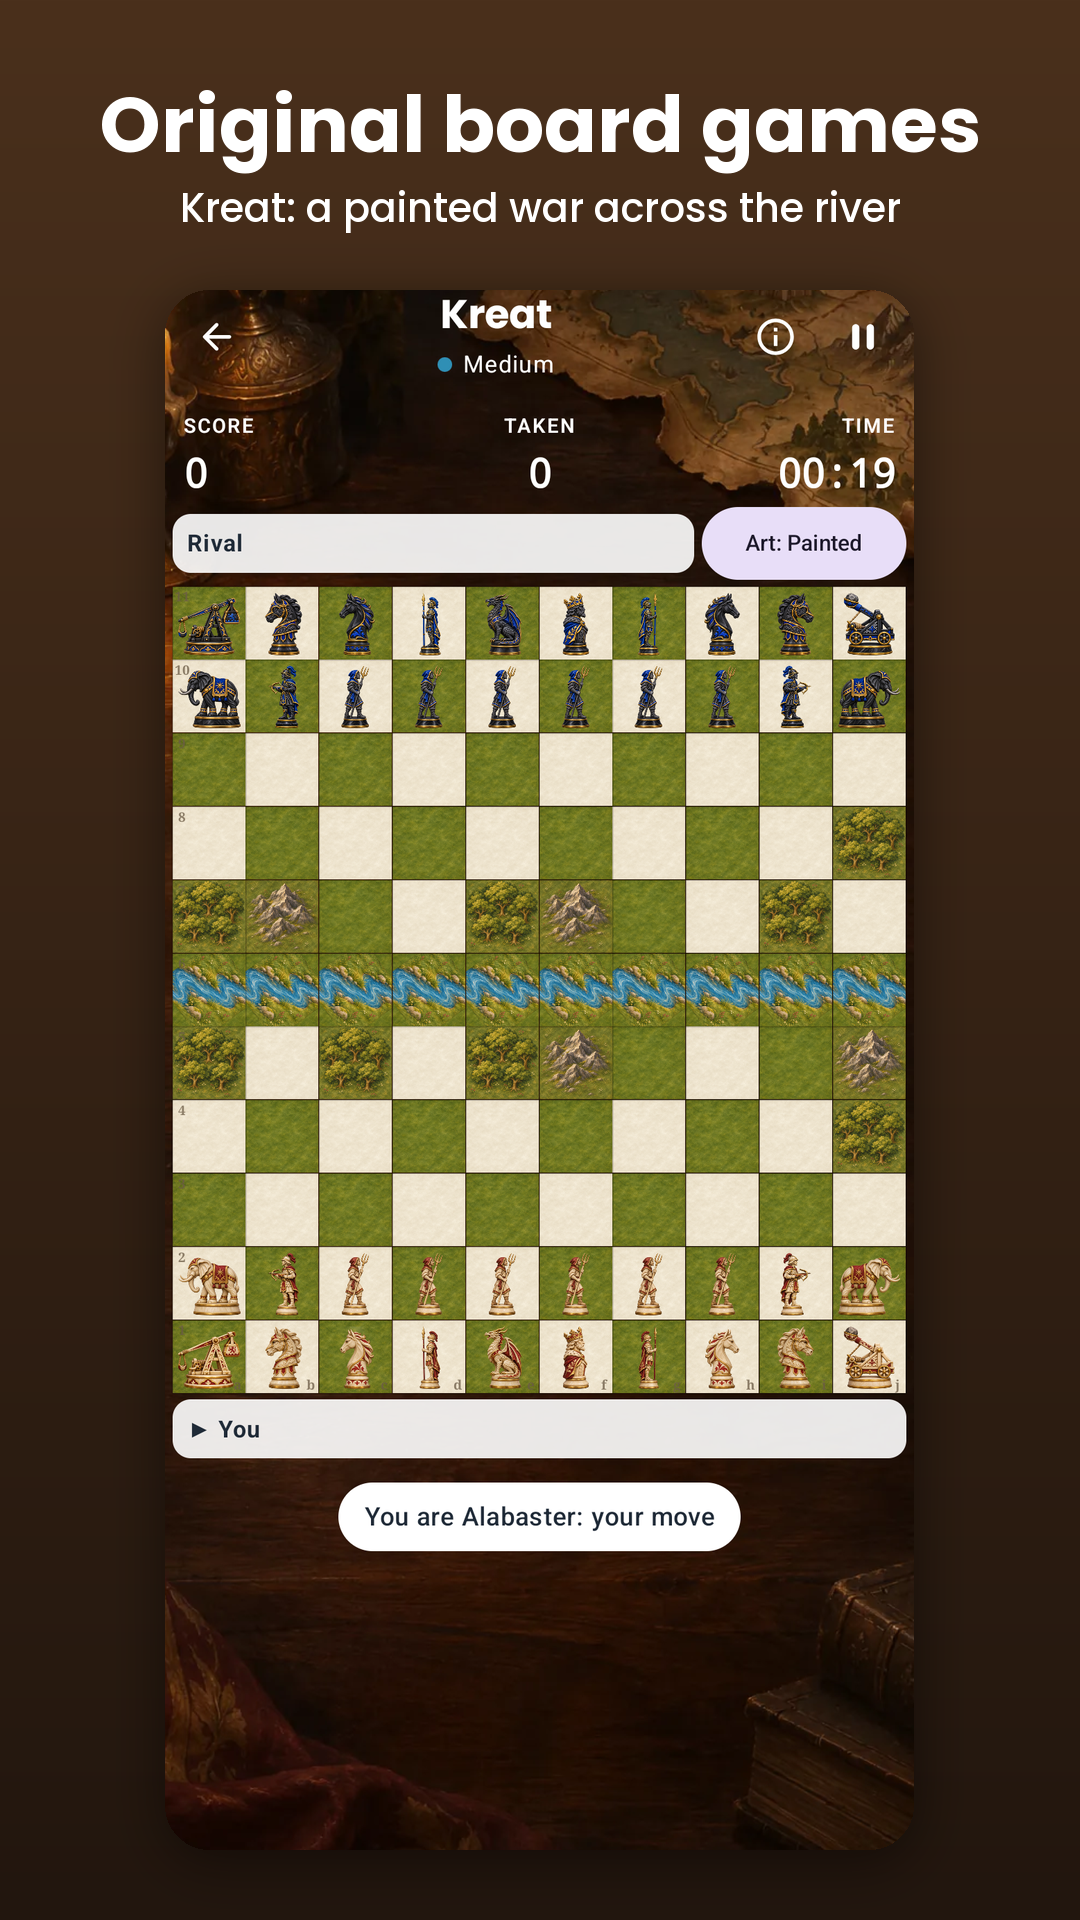 Original board games
Kreat: a painted war across the river
Kreat
Medium
SCORE TAKEN TIME
0 0 00:19
Rival
Art: Painted
10
8
4
2
b d f h j
You
You are Alabaster: your move